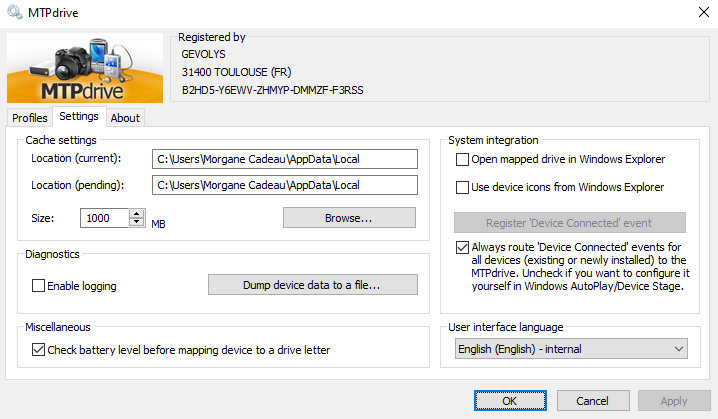 MTPdrive
MTPdrive
Registered by
GEVOLYS
31400 TOULOUSE (FR)
B2HD5-Y6EWV-ZHMYP-DMMZF-F3RSS
Profiles
Settings
About
Cache settings
Location (current):
C:\Users\Morgane Cadeau\AppData\Local
Location (pending):
C:\Users\Morgane Cadeau\AppData\Local
Size:
1000
MB
Browse...
Diagnostics
Enable logging
Dump device data to a file...
Miscellaneous
Check battery level before mapping device to a drive letter
System integration
Open mapped drive in Windows Explorer
Use device icons from Windows Explorer
Register 'Device Connected' event
Always route 'Device Connected' events for
all devices (existing or newly installed) to the
MTPdrive. Uncheck if you want to configure it
yourself in Windows AutoPlay/Device Stage.
User interface language
English (English) - internal
OK
Cancel
Apply